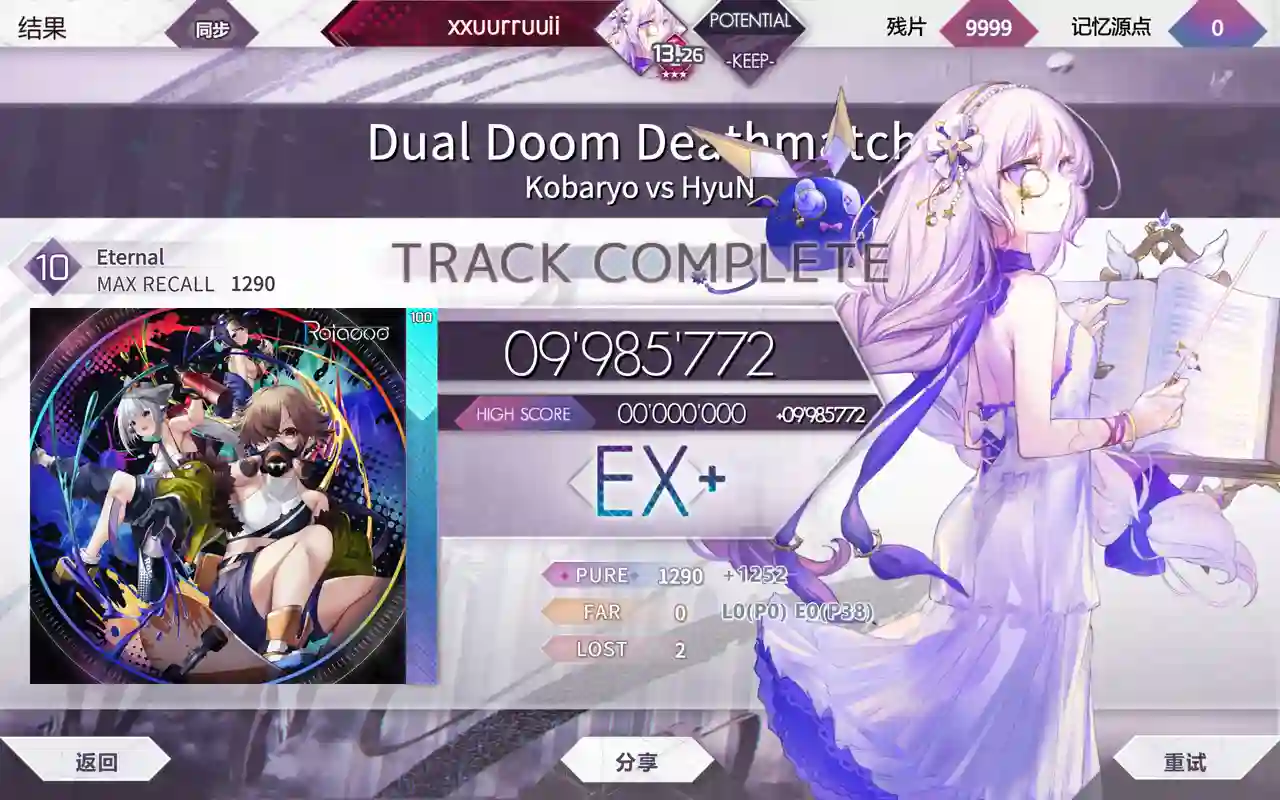 结果
同步
xxuurruuii
13.26
POTENTIAL
-KEEP-
残片
9999
记忆源点
0
Dual Doom Deathmatch
Kobaryo vs HyuN
10
Eternal
MAX RECALL 1290
TRACK COMPLETE
100
09'985'772
HIGH SCORE 00'000'000 +09'985'772
EX+
PURE 1290 +1252
FAR 0 L0(P0) E0(P38)
LOST 2
返回
分享
重试